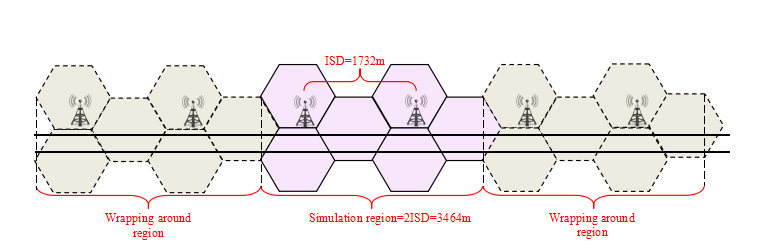 ISD=1732m
Wrapping around
region
Simulation region=2ISD=3464m
Wrapping around
region